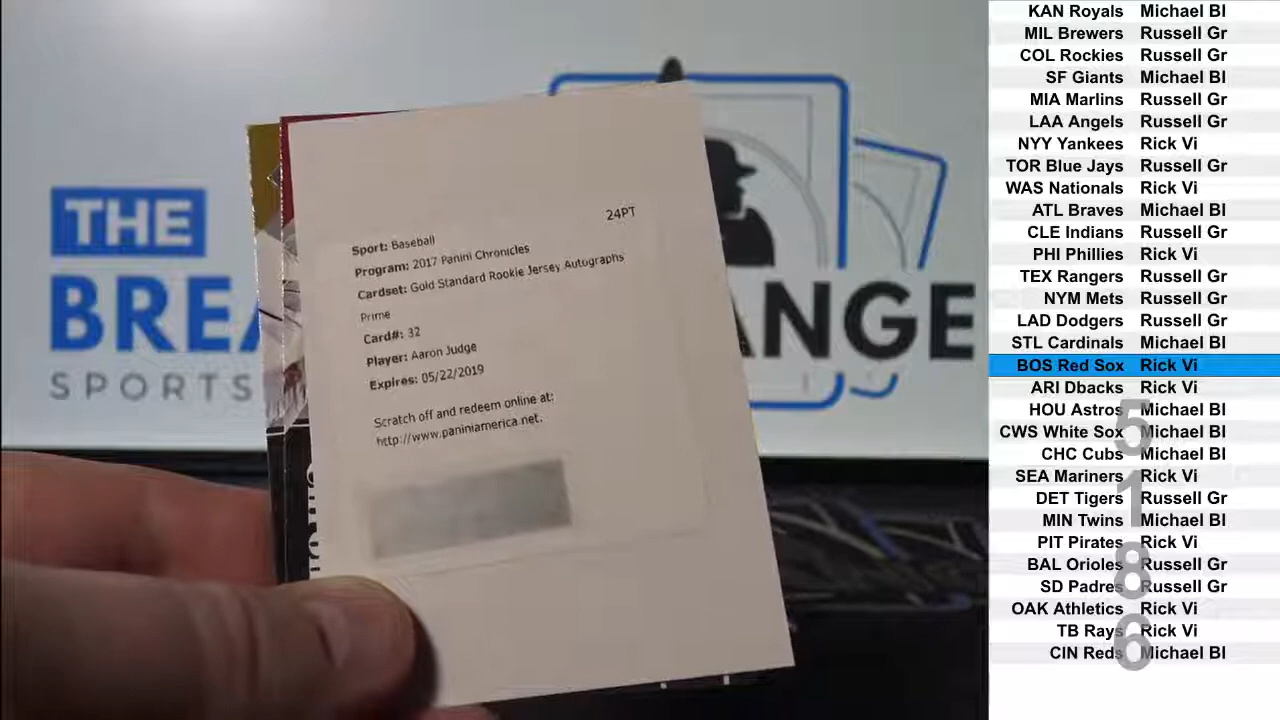 THE
BREA
SPORTS
ANGE
24PT
Sport: Baseball
Program: 2017 Panini Chronicles
Cardset: Gold Standard Rookie Jersey Autographs
Prime
Card#: 32
Player: Aaron Judge
Expires: 05/22/2019
Scratch off and redeem online at:
http://www.paniniamerica.net.
KAN Royals Michael Bl
MIL Brewers Russell Gr
COL Rockies Russell Gr
SF Giants Michael Bl
MIA Marlins Russell Gr
LAA Angels Russell Gr
NYY Yankees Rick Vi
TOR Blue Jays Russell Gr
WAS Nationals Rick Vi
ATL Braves Michael Bl
CLE Indians Russell Gr
PHI Phillies Rick Vi
TEX Rangers Russell Gr
NYM Mets Russell Gr
LAD Dodgers Russell Gr
STL Cardinals Michael Bl
BOS Red Sox Rick Vi
ARI Dbacks Rick Vi
HOU Astros Michael Bl
CWS White Sox Michael Bl
CHC Cubs Michael Bl
SEA Mariners Rick Vi
DET Tigers Russell Gr
MIN Twins Michael Bl
PIT Pirates Rick Vi
BAL Orioles Russell Gr
SD Padres Russell Gr
OAK Athletics Rick Vi
TB Rays Rick Vi
CIN Reds Michael Bl
5
1
8
6